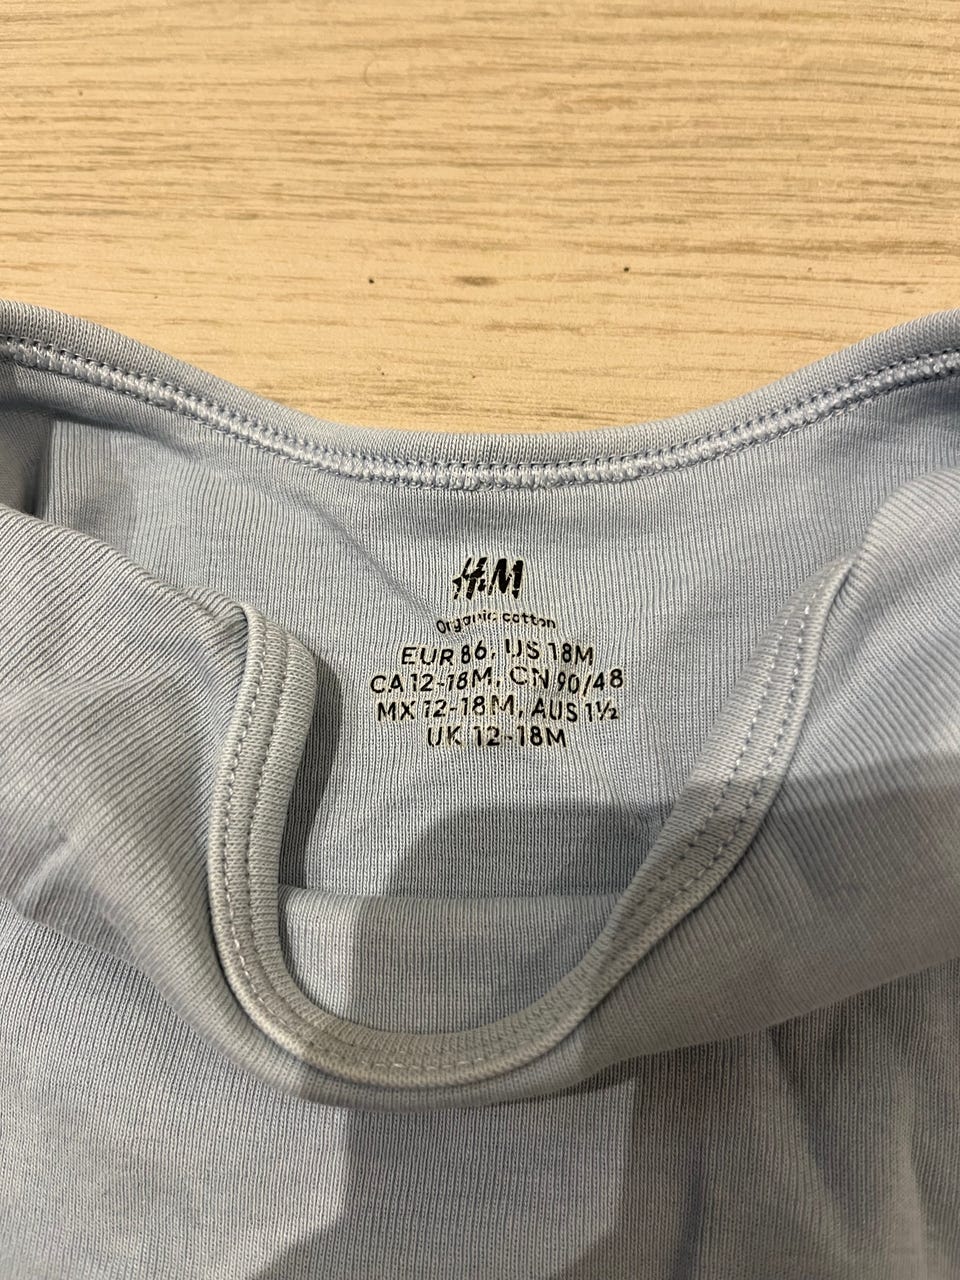 H&M
Organic cotton
EUR 86, US 18M
CA 12-18M, CN 90/48
MX 12-18M, AUS 1½
UK 12-18M